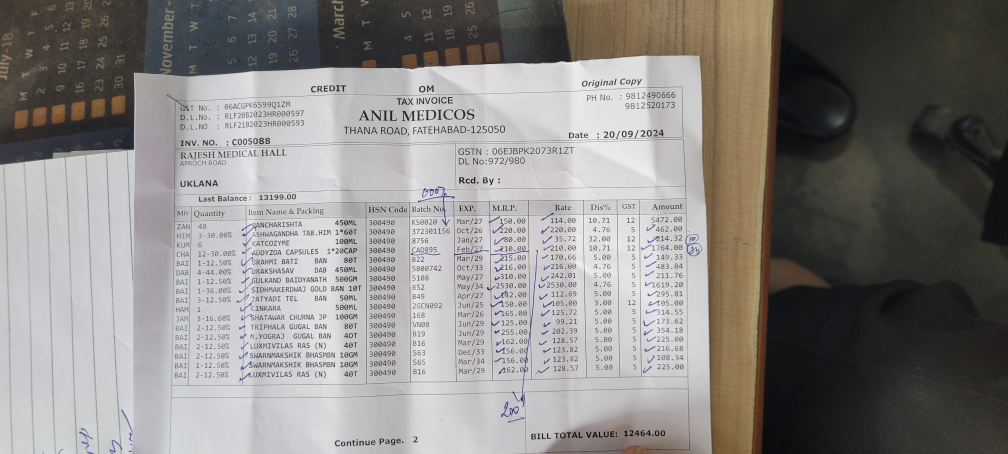 CREDIT OM Original Copy
GST No. : 06ACGPK6599Q1ZM TAX INVOICE PH No. : 9812490666
D.L.No. : RLF20B2023HR000597 ANIL MEDICOS 9812520173
D.L.NO : RLF21B2023HR000593 THANA ROAD, FATEHABAD-125050
INV. NO. : C005088 Date : 20/09/2024
RAJESH MEDICAL HALL GSTN : 06EJBPK2073R1ZT
APROCH ROAD DL No:972/980
UKLANA Rcd. By :
Last Balance : 13199.00
Mfr Quantity Item Name & Packing HSN Code Batch No. EXP. M.R.P. Rate Dis% GST Amount
ZAN 48 PANCHARISHTA 450ML 300490 KS0020 Mar/27 150.00 114.00 10.71 12 5472.00
HIM 3-30.00% ASHWAGANDHA TAB.HIM 1*60T 300490 372301156 Oct/26 220.00 220.00 4.76 5 462.00
KUM 6 KATCOZYME 100ML 300490 8756 Jan/27 80.00 35.72 32.00 12 214.32
CHA 12-30.00% ADDYZOA CAPSULES 1*20CAP 300490 CAD895 Feb/27 210.00 210.00 10.71 12 1764.00
BAI 1-12.50% BRAHMI BATI BAN 80T 300490 B22 Mar/29 215.00 170.66 5.00 5 149.33
DAB 4-44.00% DRAKSHASAV DAB 450ML 300490 SB00742 Oct/33 216.00 216.00 4.76 5 483.84
BAI 1-12.50% GULKAND BAIDYANATH 500GM 300490 S108 May/27 310.00 242.01 5.00 5 211.76
BAI 1-36.00% SIDHMAKERDWAJ GOLD BAN 10T 300490 B52 May/34 2530.00 2530.00 4.76 5 1619.20
BAI 3-12.50% JATYADI TEL BAN 50ML 300490 B49 Apr/27 142.00 112.69 5.00 5 295.81
HAM 1 CINKARA 500ML 300490 2GCN092 Jun/25 150.00 105.00 3.00 12 105.00
JAM 3-16.60% SHATAWAR CHURNA JP 100GM 300490 168 Mar/26 165.00 125.72 5.00 5 314.55
BAI 2-12.50% TRIPHALA GUGAL BAN 80T 300490 VN08 Jun/29 125.00 99.21 5.00 5 173.62
BAI 2-12.50% M.YOGRAJ GUGAL BAN 40T 300490 B19 Jun/29 255.00 202.39 5.00 5 354.18
BAI 2-12.50% LUXMIVILAS RAS (N) 40T 300490 B16 Mar/29 162.00 128.57 5.00 5 225.00
BAI 2-12.50% SWARNMAKSHIK BHASMBN 10GM 300490 S63 Dec/33 156.00 123.82 5.00 5 216.68
BAI 1-12.50% SWARNMAKSHIK BHASMBN 10GM 300490 S65 Mar/34 156.00 123.82 5.00 5 108.34
BAI 2-12.50% LUXMIVILAS RAS (N) 40T 300490 B16 Mar/29 162.00 128.57 5.00 5 225.00
200
Continue Page. 2 BILL TOTAL VALUE: 12464.00
July-18
November-
March